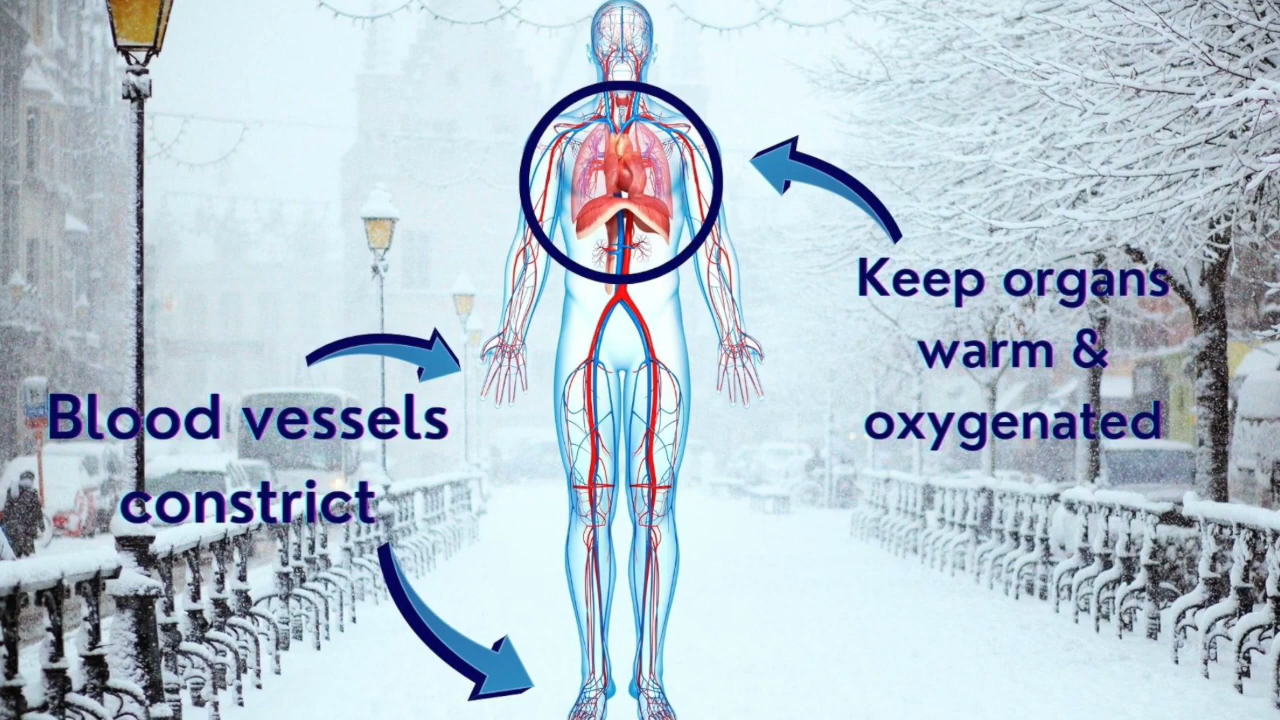 Keep organs
warm &
oxygenated
Blood vessels
constrict